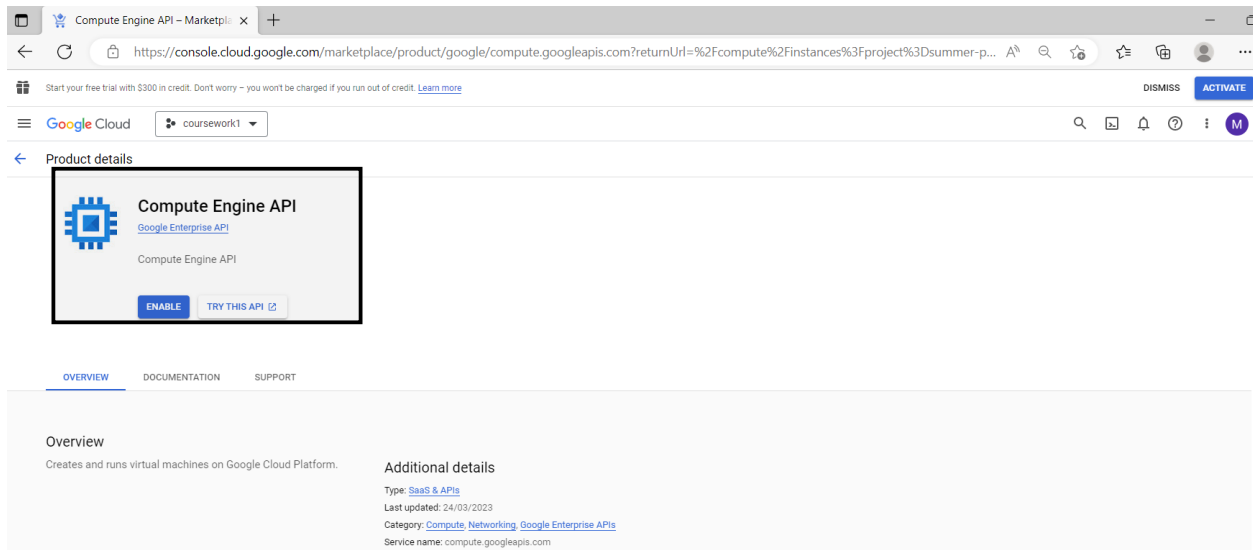 Compute Engine API – Marketpla
https://console.cloud.google.com/marketplace/product/google/compute.googleapis.com?returnUrl=%2Fcompute%2Finstances%3Fproject%3Dsummer-p...
Start your free trial with $300 in credit. Don't worry – you won't be charged if you run out of credit. Learn more
DISMISS
ACTIVATE
Google Cloud
coursework1
M
Product details
Compute Engine API
Google Enterprise API
Compute Engine API
ENABLE
TRY THIS API
OVERVIEW
DOCUMENTATION
SUPPORT
Overview
Creates and runs virtual machines on Google Cloud Platform.
Additional details
Type: SaaS & APIs
Last updated: 24/03/2023
Category: Compute, Networking, Google Enterprise APIs
Service name: compute.googleapis.com